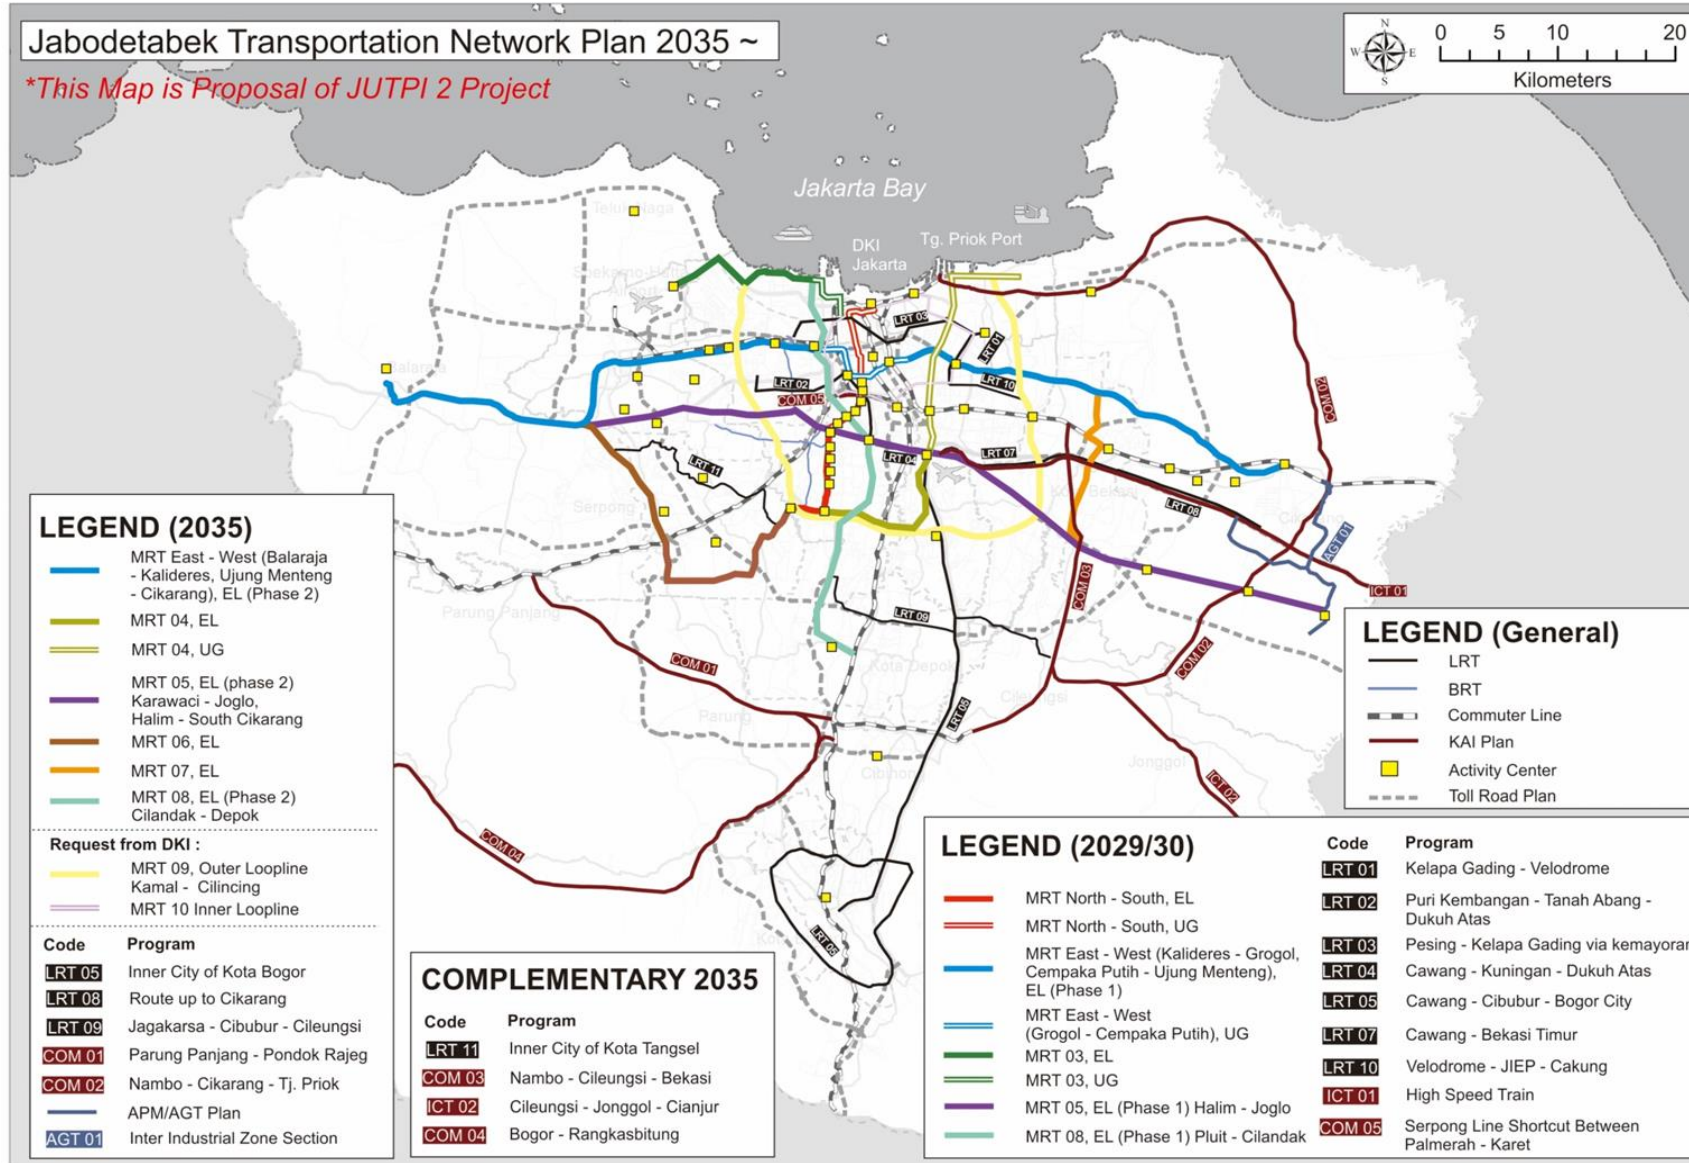 Jabodetabek Transportation Network Plan 2035 ~
*This Map is Proposal of JUTPI 2 Project
N
W
E
S
0 5 10 20
Kilometers
Jakarta Bay
Teluk Naga
DKI
Jakarta
Tg. Priok Port
Balaraja
LRT 03
LRT 01
LRT 02
LRT 10
COM 05
COM 02
LRT 04
LRT 07
LRT 11
Serpong
LRT 08
AGT 01
ICT 01
COM 03
Parung Panjang
LRT 09
COM 01
Kota Depok
COM 02
Cileungsi
Parung
LRT 05
Cibinong
Jonggol
ICT 02
COM 04
LRT 05
LEGEND (2035)
MRT East - West (Balaraja
- Kalideres, Ujung Menteng
- Cikarang), EL (Phase 2)
MRT 04, EL
MRT 04, UG
MRT 05, EL (phase 2)
Karawaci - Joglo,
Halim - South Cikarang
MRT 06, EL
MRT 07, EL
MRT 08, EL (Phase 2)
Cilandak - Depok
Request from DKI :
MRT 09, Outer Loopline
Kamal - Cilincing
MRT 10 Inner Loopline
Code Program
LRT 05 Inner City of Kota Bogor
LRT 08 Route up to Cikarang
LRT 09 Jagakarsa - Cibubur - Cileungsi
COM 01 Parung Panjang - Pondok Rajeg
COM 02 Nambo - Cikarang - Tj. Priok
APM/AGT Plan
AGT 01 Inter Industrial Zone Section
COMPLEMENTARY 2035
Code Program
LRT 11 Inner City of Kota Tangsel
COM 03 Nambo - Cileungsi - Bekasi
ICT 02 Cileungsi - Jonggol - Cianjur
COM 04 Bogor - Rangkasbitung
LEGEND (General)
LRT
BRT
Commuter Line
KAI Plan
Activity Center
Toll Road Plan
LEGEND (2029/30)
MRT North - South, EL
MRT North - South, UG
MRT East - West (Kalideres - Grogol,
Cempaka Putih - Ujung Menteng),
EL (Phase 1)
MRT East - West
(Grogol - Cempaka Putih), UG
MRT 03, EL
MRT 03, UG
MRT 05, EL (Phase 1) Halim - Joglo
MRT 08, EL (Phase 1) Pluit - Cilandak
Code Program
LRT 01 Kelapa Gading - Velodrome
LRT 02 Puri Kembangan - Tanah Abang -
Dukuh Atas
LRT 03 Pesing - Kelapa Gading via kemayoran
LRT 04 Cawang - Kuningan - Dukuh Atas
LRT 05 Cawang - Cibubur - Bogor City
LRT 07 Cawang - Bekasi Timur
LRT 10 Velodrome - JIEP - Cakung
ICT 01 High Speed Train
COM 05 Serpong Line Shortcut Between
Palmerah - Karet